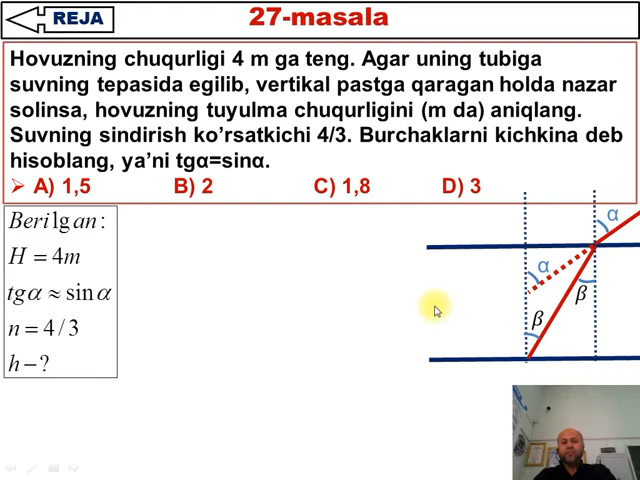 REJA
27-masala
Hovuzning chuqurligi 4 m ga teng. Agar uning tubiga
suvning tepasida egilib, vertikal pastga qaragan holda nazar
solinsa, hovuzning tuyulma chuqurligini (m da) aniqlang.
Suvning sindirish ko’rsatkichi 4/3. Burchaklarni kichkina deb
hisoblang, ya’ni tgα=sinα.
➢ A) 1,5 B) 2 C) 1,8 D) 3
Berilgan:
H = 4m
tgα ≈ sinα
n = 4/3
h − ?
α
α
β
β